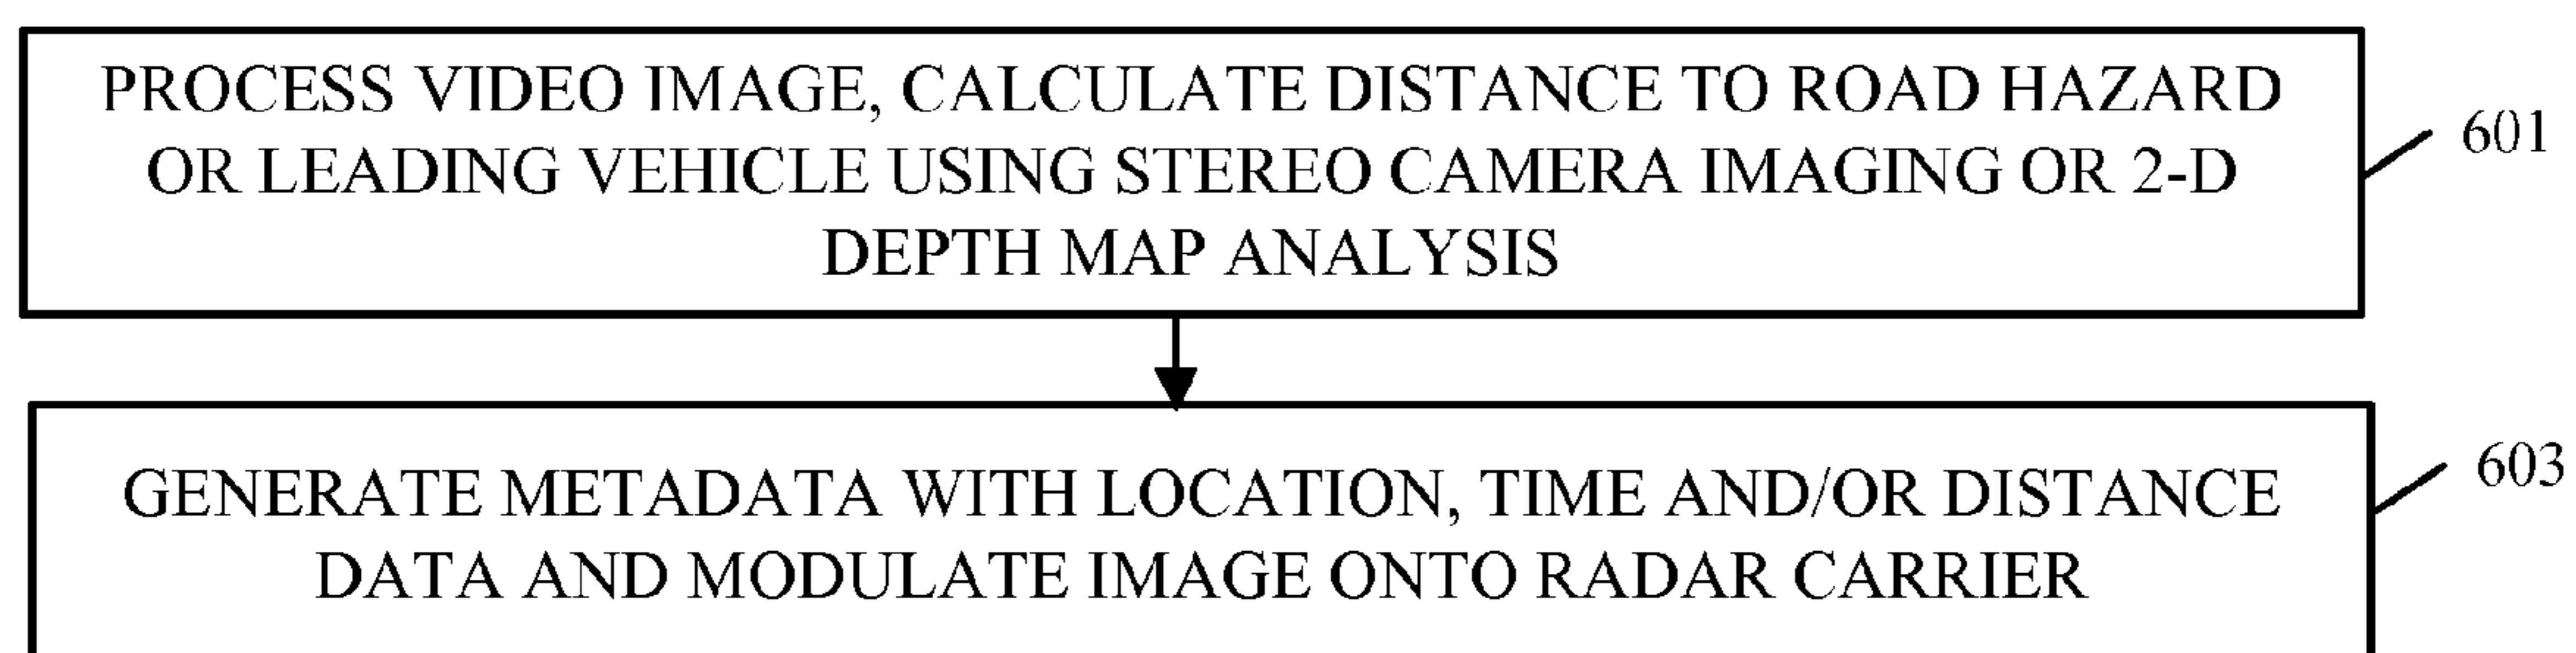 PROCESS VIDEO IMAGE, CALCULATE DISTANCE TO ROAD HAZARD
OR LEADING VEHICLE USING STEREO CAMERA IMAGING OR 2-D
DEPTH MAP ANALYSIS
601
GENERATE METADATA WITH LOCATION, TIME AND/OR DISTANCE
DATA AND MODULATE IMAGE ONTO RADAR CARRIER
603